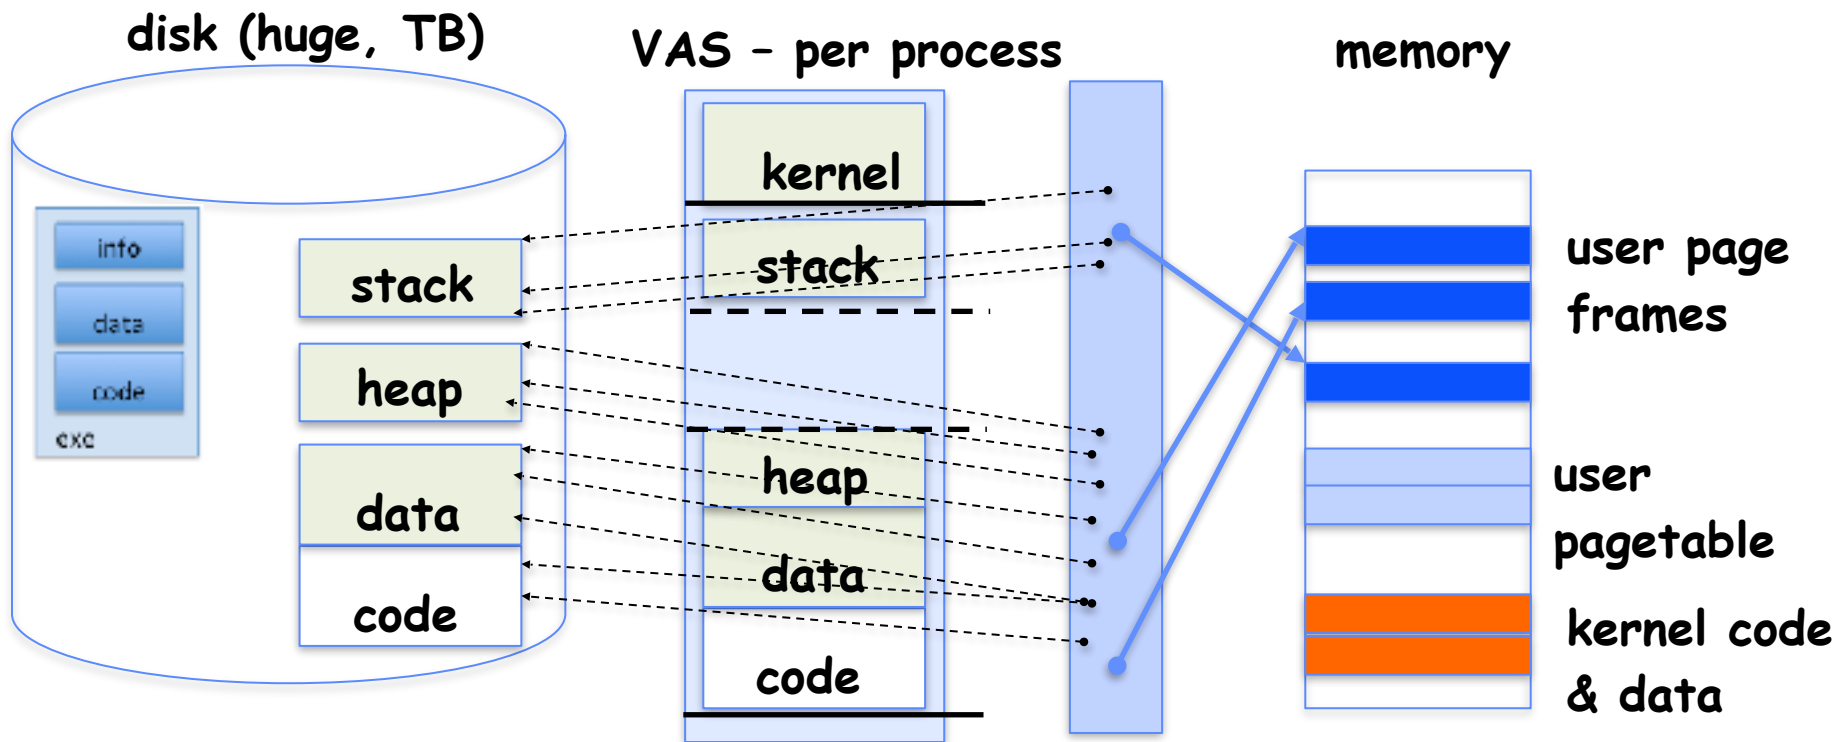 disk (huge, TB)
VAS – per process
memory
info
data
code
exe
stack
heap
data
code
kernel
stack
heap
data
code
user page
frames
user
pagetable
kernel code
& data